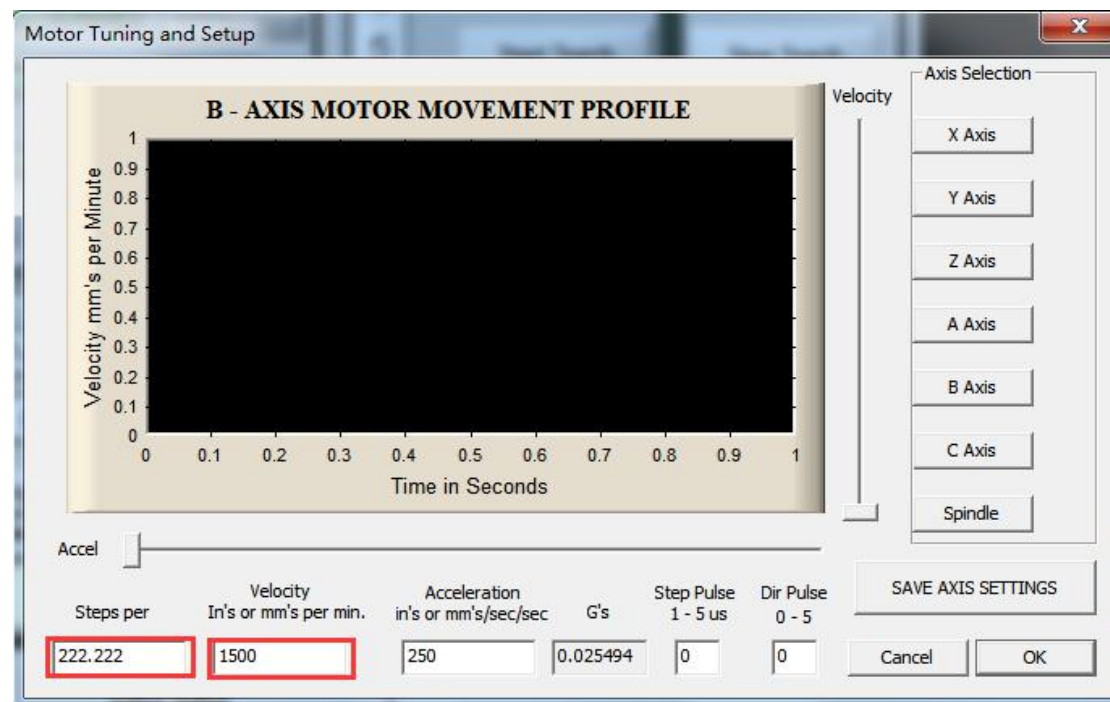 Motor Tuning and Setup
X
B - AXIS MOTOR MOVEMENT PROFILE
Velocity mm's per Minute
1
0.9
0.8
0.7
0.6
0.5
0.4
0.3
0.2
0.1
0
0 0.1 0.2 0.3 0.4 0.5 0.6 0.7 0.8 0.9 1
Time in Seconds
Velocity
Axis Selection
X Axis
Y Axis
Z Axis
A Axis
B Axis
C Axis
Spindle
Accel
Steps per
222.222
Velocity
In's or mm's per min.
1500
Acceleration
in's or mm's/sec/sec
250
G's
0.025494
Step Pulse
1 - 5 us
0
Dir Pulse
0 - 5
0
SAVE AXIS SETTINGS
Cancel
OK